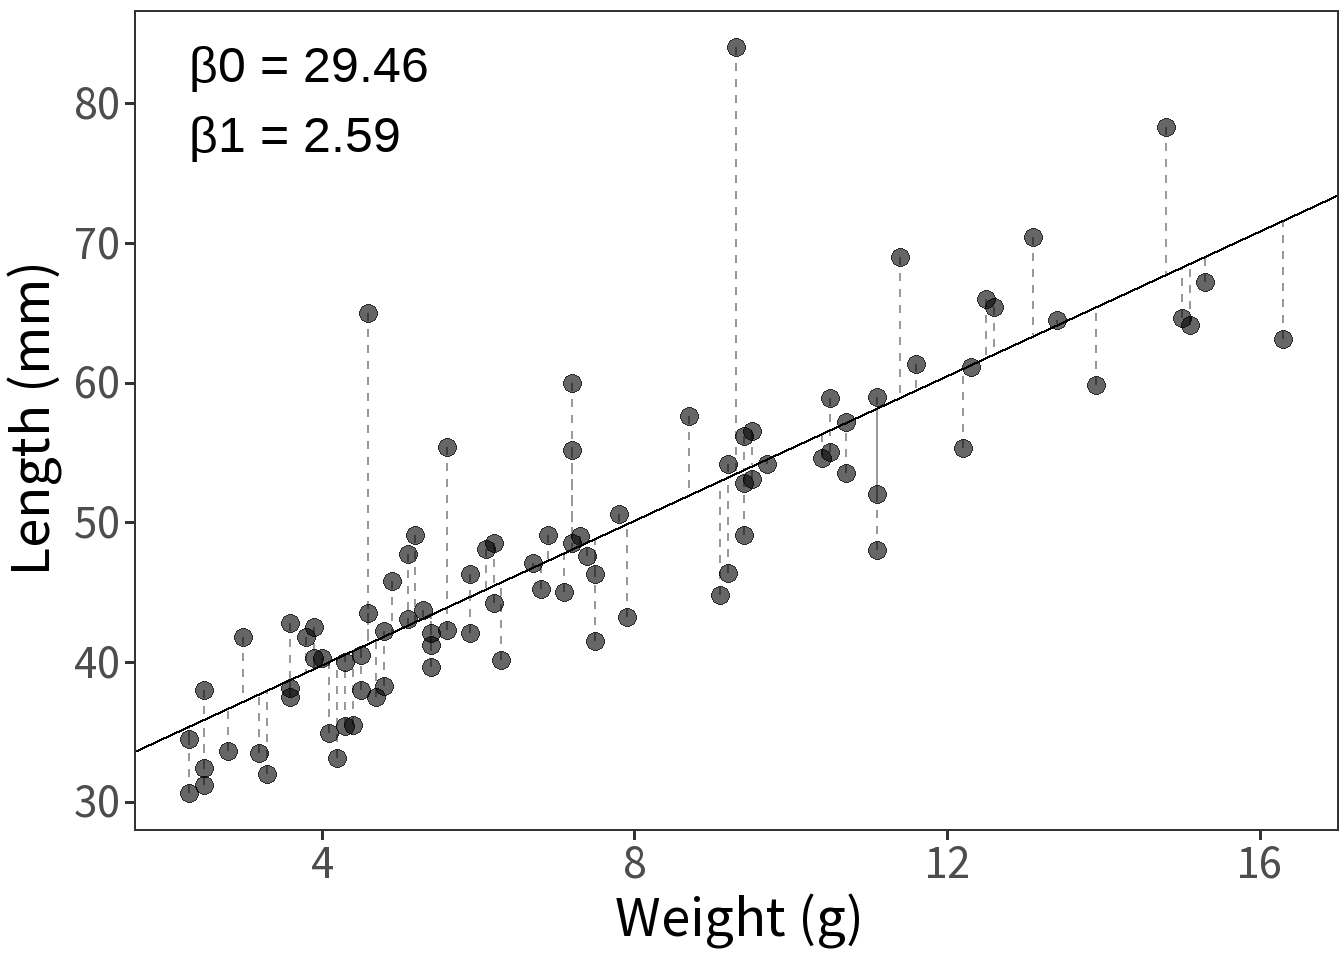 β0 = 29.46
β1 = 2.59
80
70
60
50
40
30
Length (mm)
4 8 12 16
Weight (g)